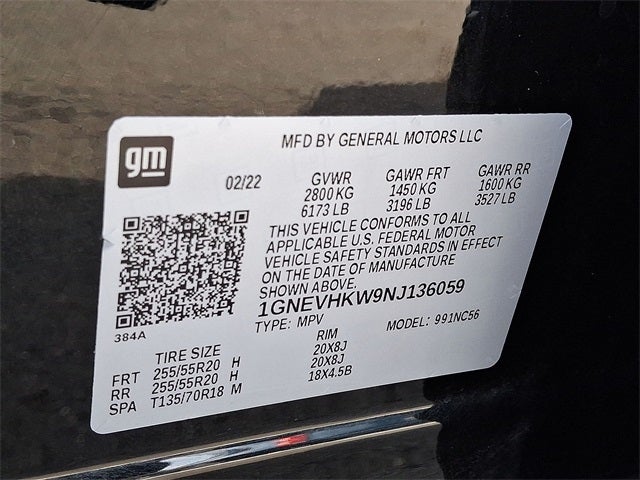 gm
MFD BY GENERAL MOTORS LLC
02/22 GVWR GAWR FRT GAWR RR
2800 KG 1450 KG 1600 KG
6173 LB 3196 LB 3527 LB
THIS VEHICLE CONFORMS TO ALL
APPLICABLE U.S. FEDERAL MOTOR
VEHICLE SAFETY STANDARDS IN EFFECT
ON THE DATE OF MANUFACTURE
SHOWN ABOVE.
1GNEVHKW9NJ136059
TYPE: MPV MODEL: 991NC56
384A
TIRE SIZE RIM
FRT 255/55R20 H 20X8J
RR 255/55R20 H 20X8J
SPA T135/70R18 M 18X4.5B